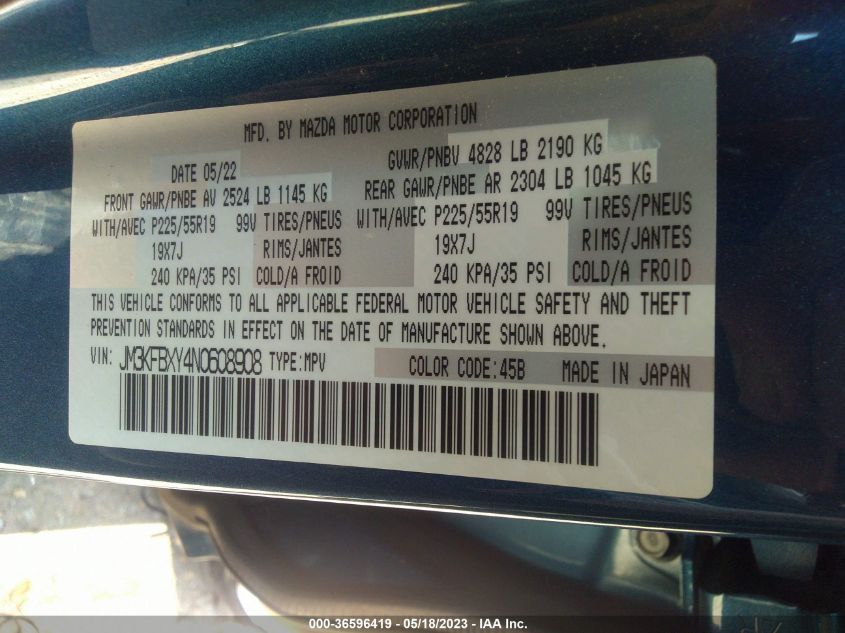 MFD. BY MAZDA MOTOR CORPORATION
DATE 05/22 GVWR/PNBV 4828 LB 2190 KG
FRONT GAWR/PNBE AV 2524 LB 1145 KG REAR GAWR/PNBE AR 2304 LB 1045 KG
WITH/AVEC P225/55R19 99V TIRES/PNEUS WITH/AVEC P225/55R19 99V TIRES/PNEUS
19X7J RIMS/JANTES 19X7J RIMS/JANTES
240 KPA/35 PSI COLD/A FROID 240 KPA/35 PSI COLD/A FROID
THIS VEHICLE CONFORMS TO ALL APPLICABLE FEDERAL MOTOR VEHICLE SAFETY AND THEFT
PREVENTION STANDARDS IN EFFECT ON THE DATE OF MANUFACTURE SHOWN ABOVE.
VIN: JM3KFBXY4N0608908 TYPE:MPV COLOR CODE:45B MADE IN JAPAN
000-36596419 - 05/18/2023 - IAA Inc.